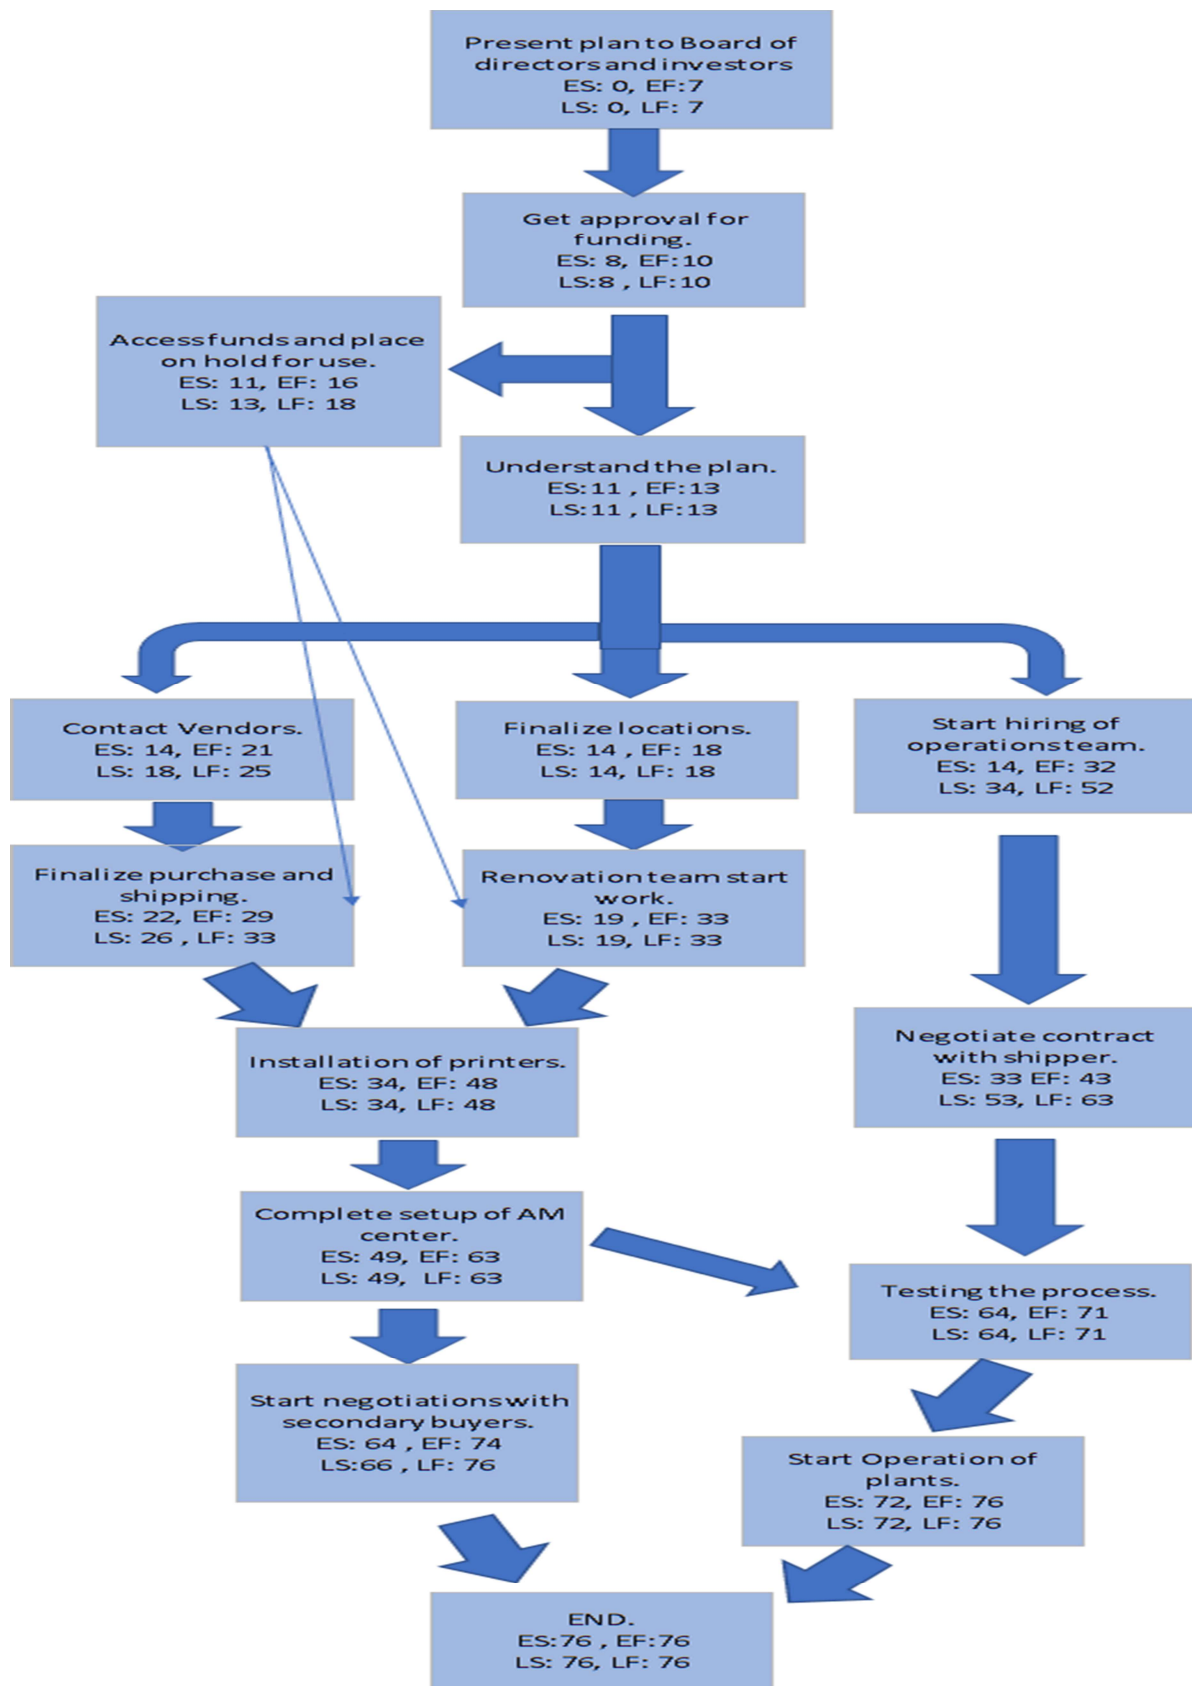 Present plan to Board of
directors and investors
ES: 0, EF:7
LS: 0, LF: 7
Get approval for
funding.
ES: 8, EF:10
LS:8 , LF:10
Access funds and place
on hold for use.
ES: 11, EF: 16
LS: 13, LF: 18
Understand the plan.
ES:11 , EF:13
LS:11 , LF:13
Contact Vendors.
ES: 14, EF: 21
LS: 18, LF: 25
Finalize locations.
ES: 14 , EF: 18
LS: 14, LF: 18
Start hiring of
operations team.
ES: 14, EF: 32
LS: 34, LF: 52
Finalize purchase and
shipping.
ES: 22, EF: 29
LS: 26 , LF: 33
Renovation team start
work.
ES: 19 , EF: 33
LS: 19, LF: 33
Installation of printers.
ES: 34, EF: 48
LS: 34, LF: 48
Negotiate contract
with shipper.
ES: 33 EF: 43
LS: 53, LF: 63
Complete setup of AM
center.
ES: 49, EF: 63
LS: 49, LF: 63
Testing the process.
ES: 64, EF: 71
LS: 64, LF: 71
Start negotiations with
secondary buyers.
ES: 64 , EF: 74
LS:66 , LF: 76
Start Operation of
plants.
ES: 72, EF: 76
LS: 72, LF: 76
END.
ES:76 , EF:76
LS: 76, LF: 76